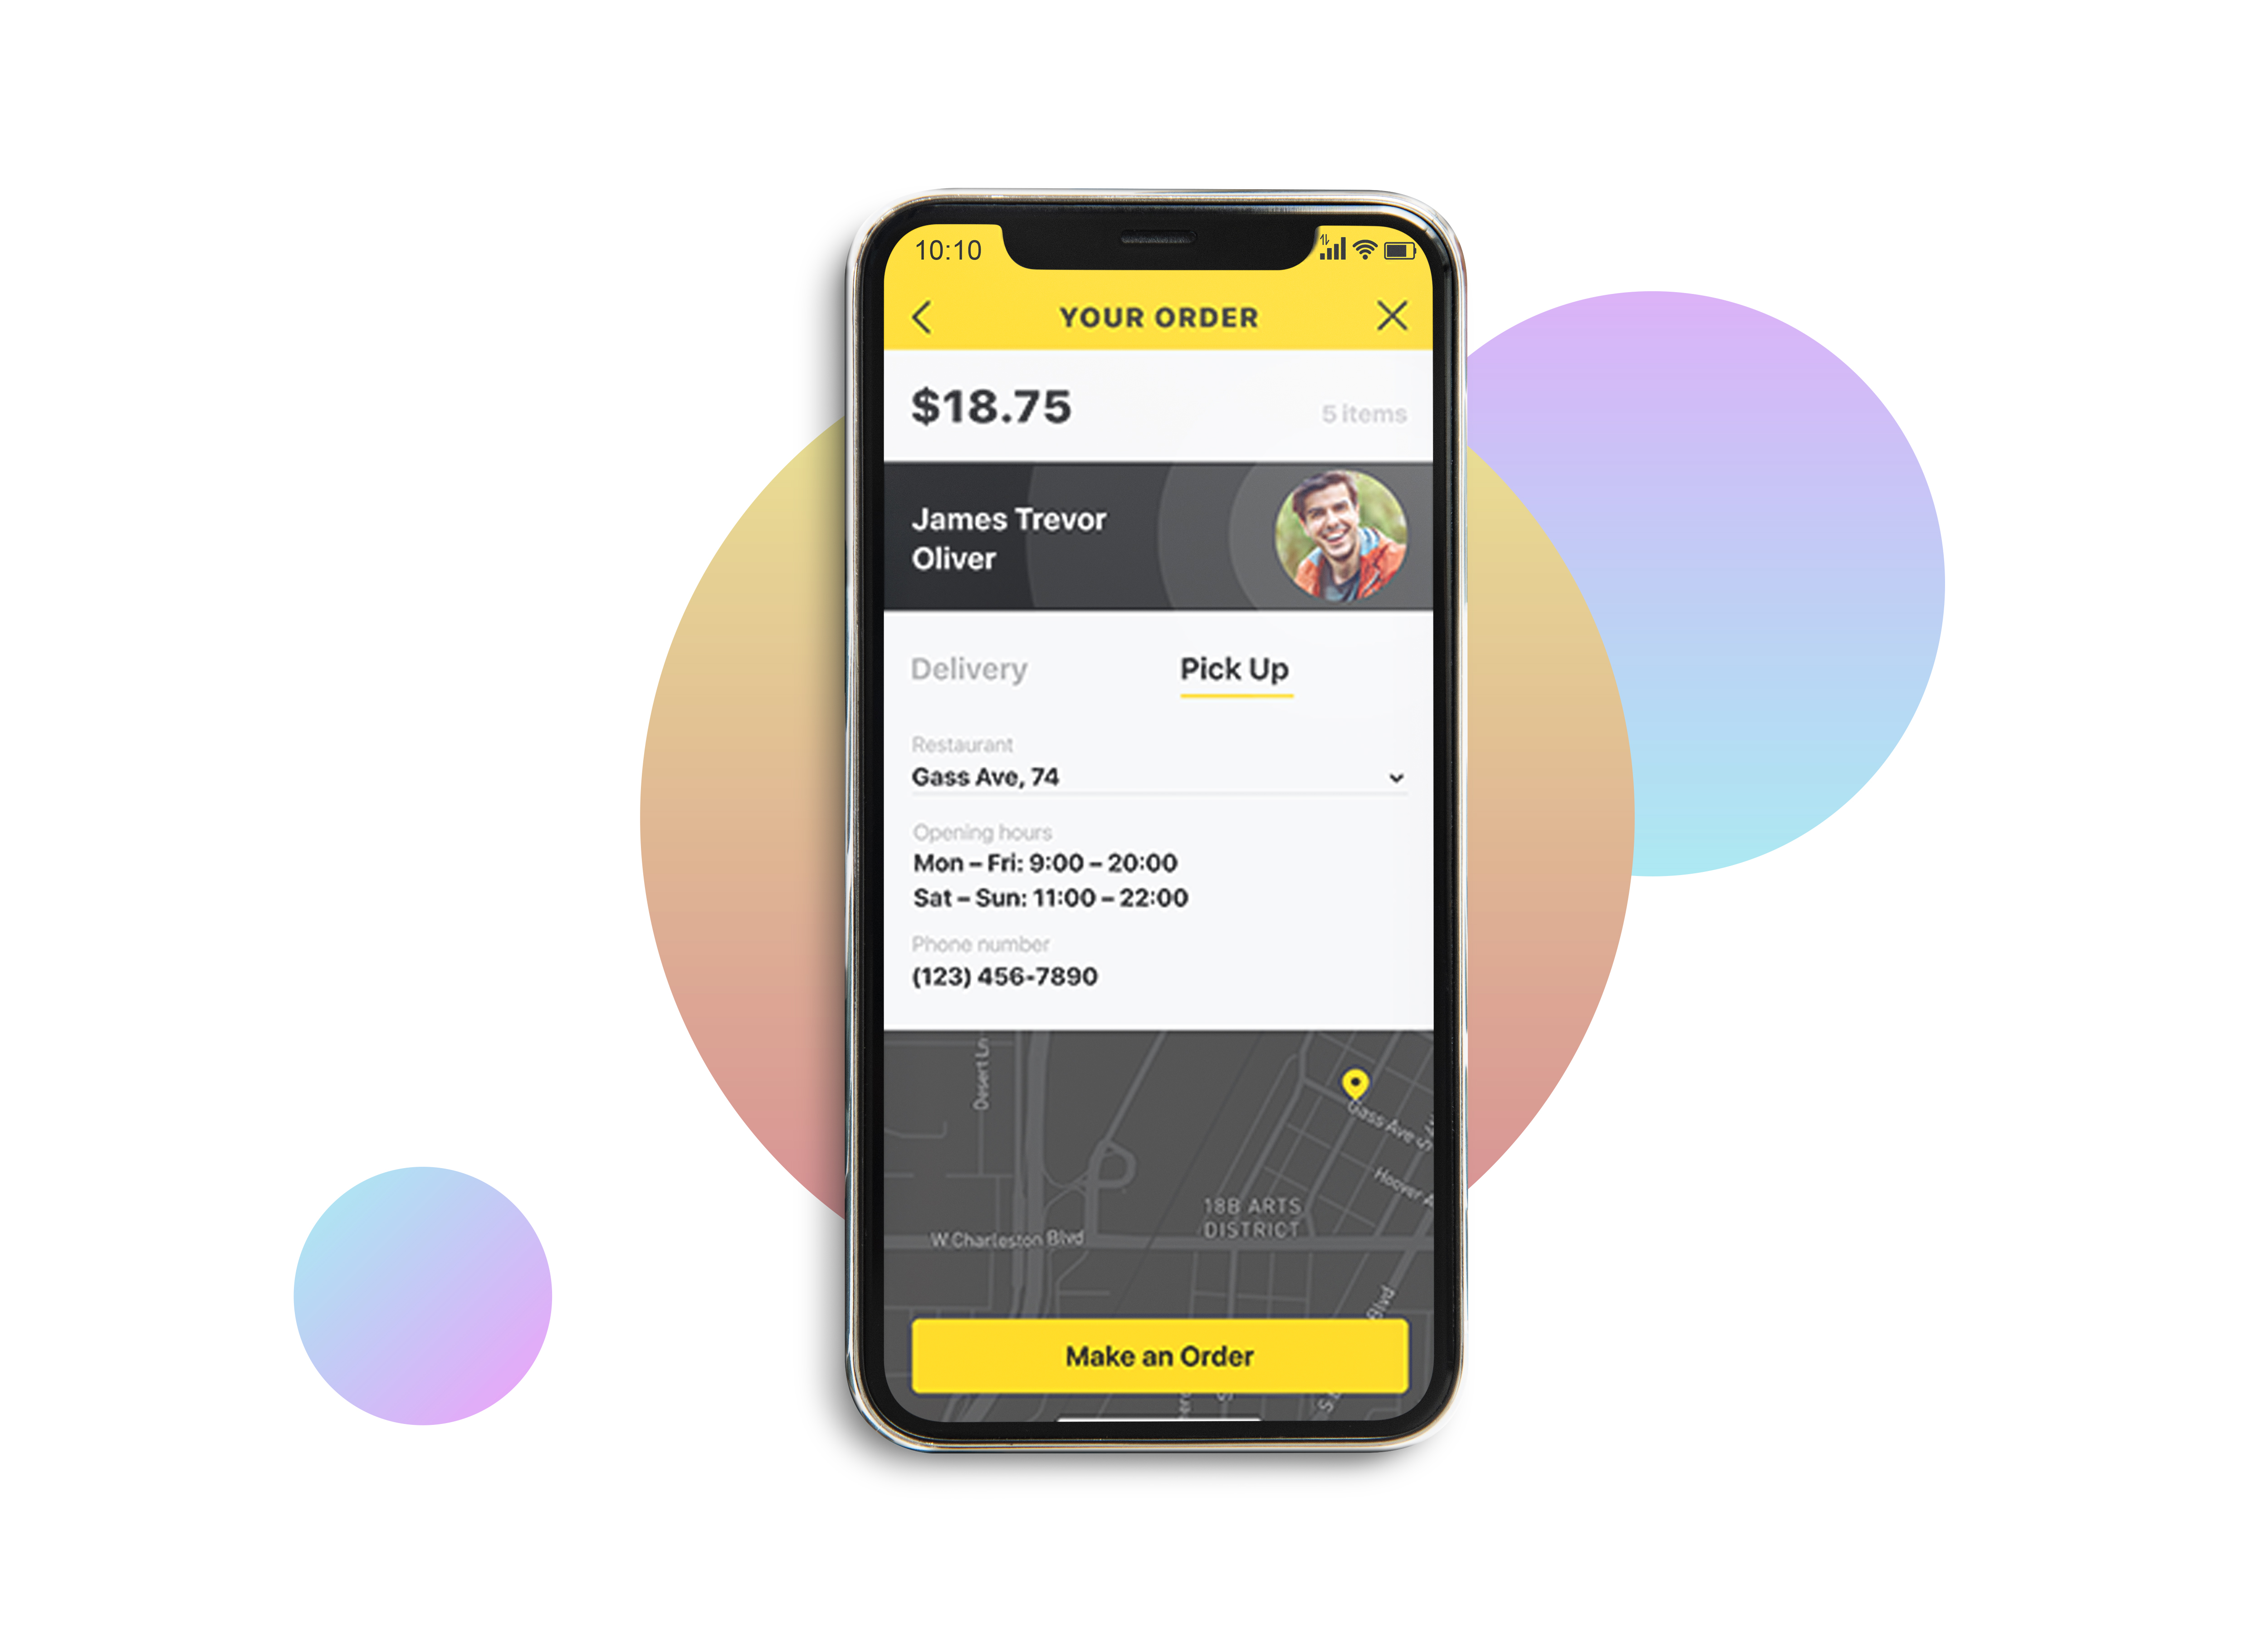 10:10
YOUR ORDER
$18.75
5 items
James Trevor
Oliver
Delivery
Pick Up
Restaurant
Gass Ave, 74
Opening hours
Mon – Fri: 9:00 – 20:00
Sat – Sun: 11:00 – 22:00
Phone number
(123) 456-7890
Desert Ln
Gass Ave
Hoover
18B ARTS
DISTRICT
W Charleston Blvd
Blvd
Make an Order